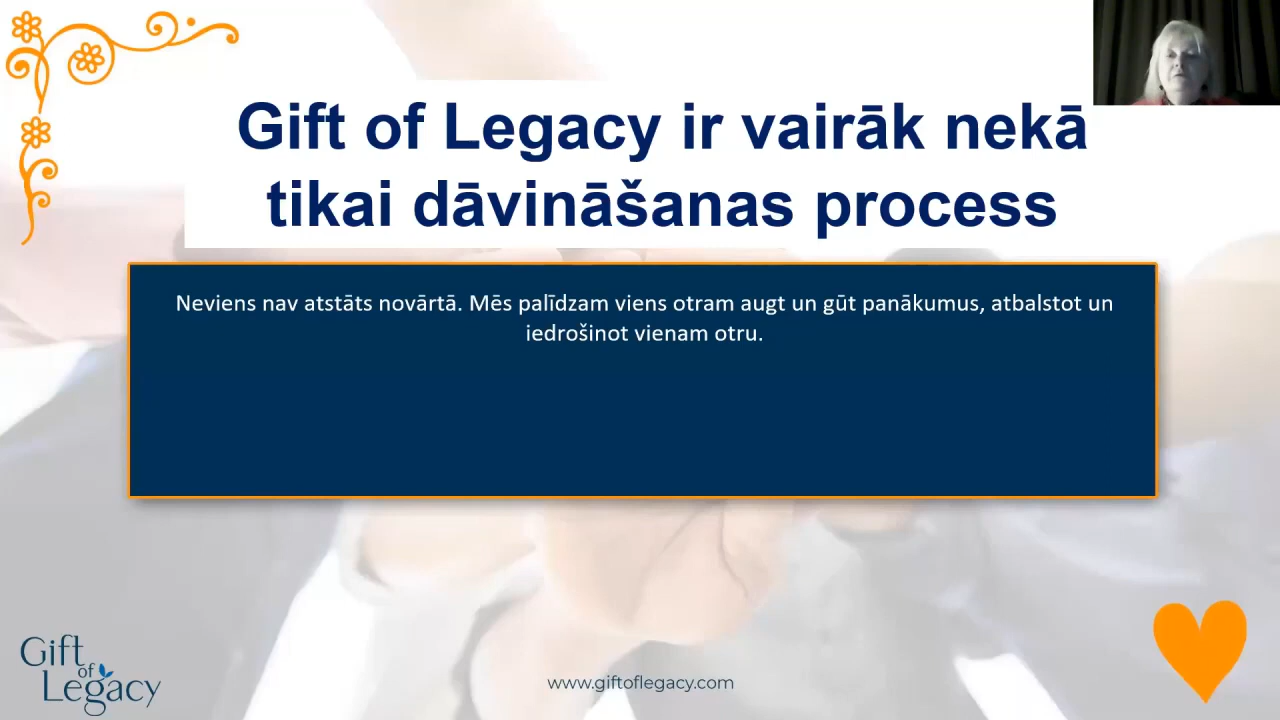 Gift of Legacy ir vairāk nekā
tikai dāvināšanas process
Neviens nav atstāts novārtā. Mēs palīdzam viens otram augt un gūt panākumus, atbalstot un
iedrošinot vienam otru.
Gift
of
Legacy
www.giftoflegacy.com